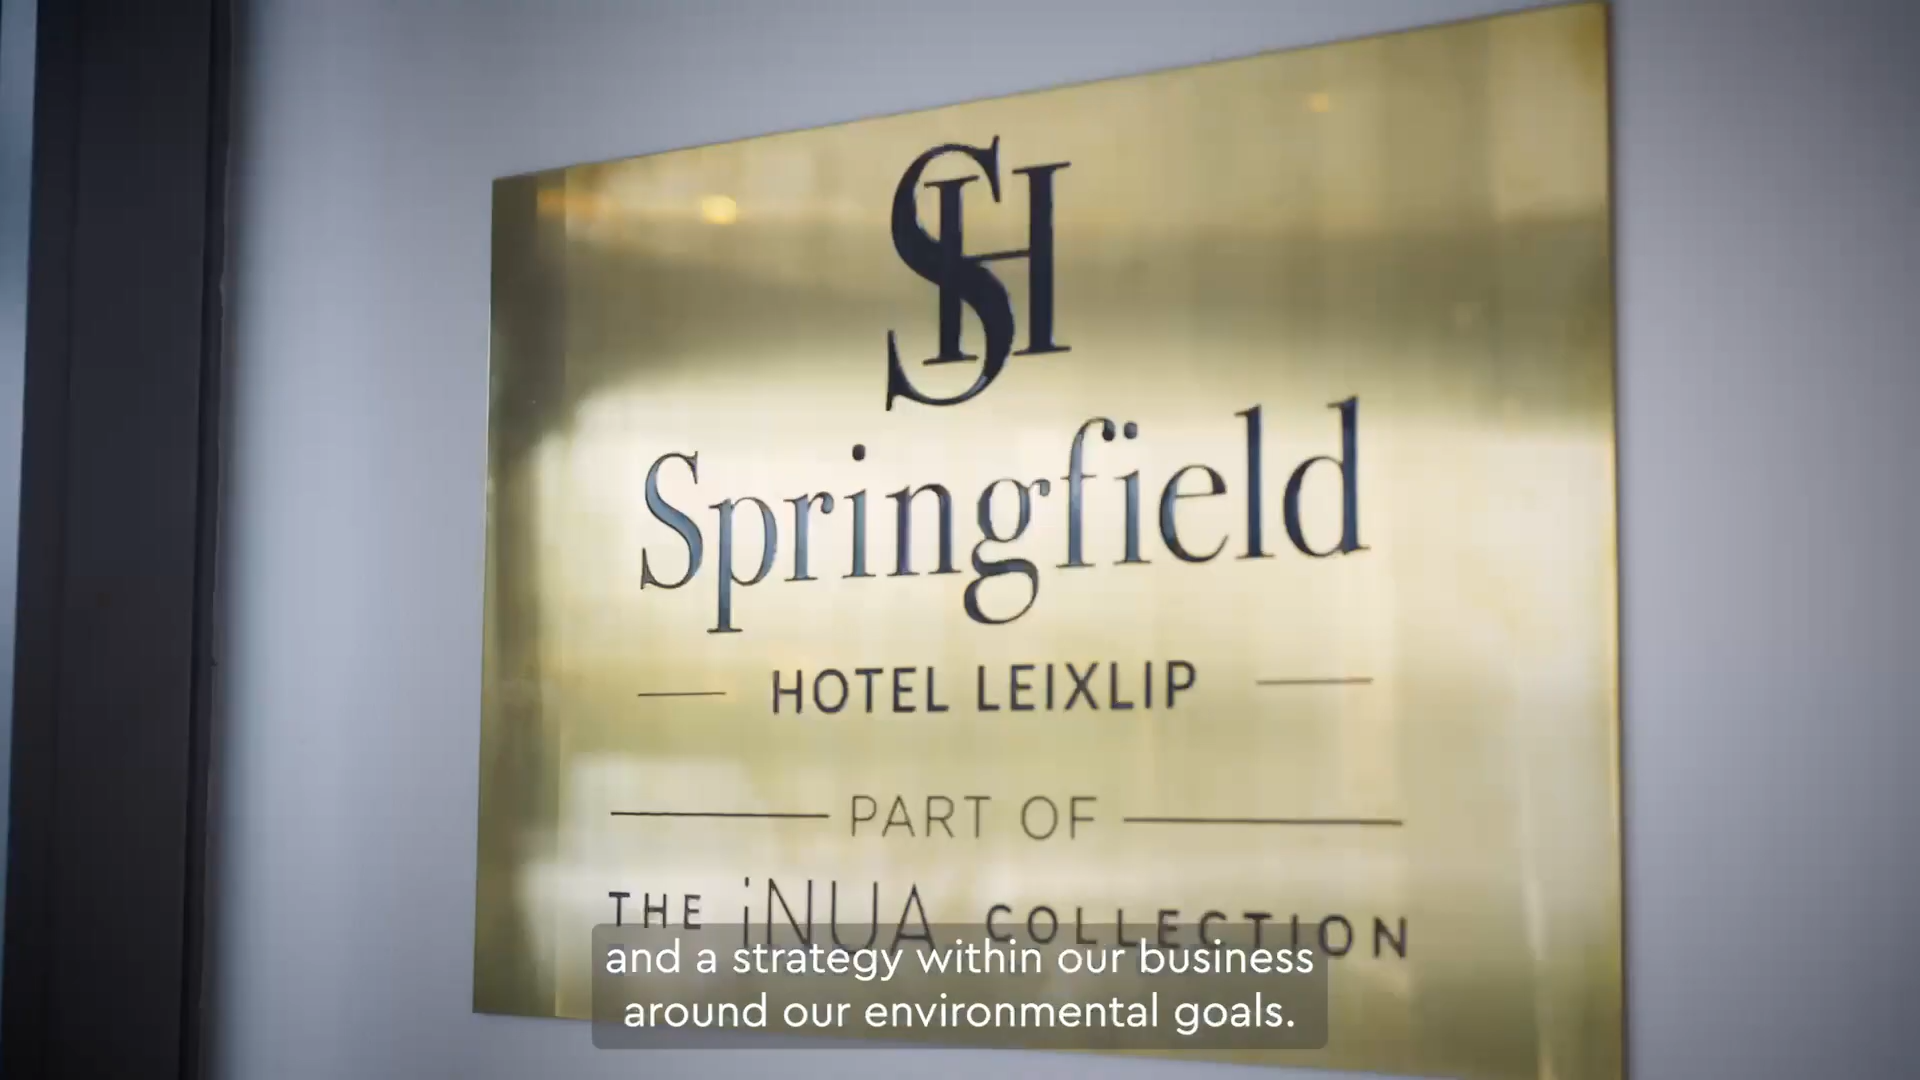 SH
Springfield
HOTEL LEIXLIP
PART OF
THE iNUA COLLECTION
and a strategy within our business
around our environmental goals.